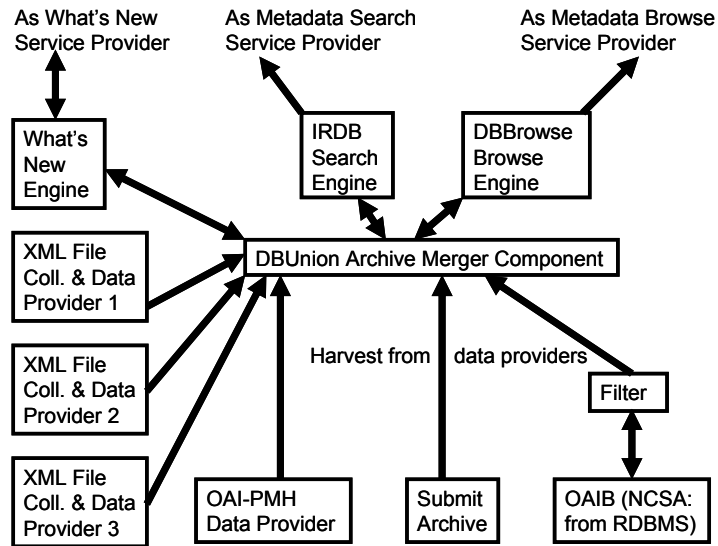 As What's New
Service Provider
As Metadata Search
Service Provider
As Metadata Browse
Service Provider
What's
New
Engine
IRDB
Search
Engine
DBBrowse
Browse
Engine
XML File
Coll. & Data
Provider 1
DBUnion Archive Merger Component
XML File
Coll. & Data
Provider 2
Harvest from data providers
Filter
XML File
Coll. & Data
Provider 3
OAI-PMH
Data Provider
Submit
Archive
OAIB (NCSA:
from RDBMS)